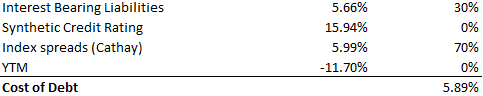 Interest Bearing Liabilities 5.66% 30%
Synthetic Credit Rating 15.94% 0%
Index spreads (Cathay) 5.99% 70%
YTM -11.70% 0%
Cost of Debt 5.89%